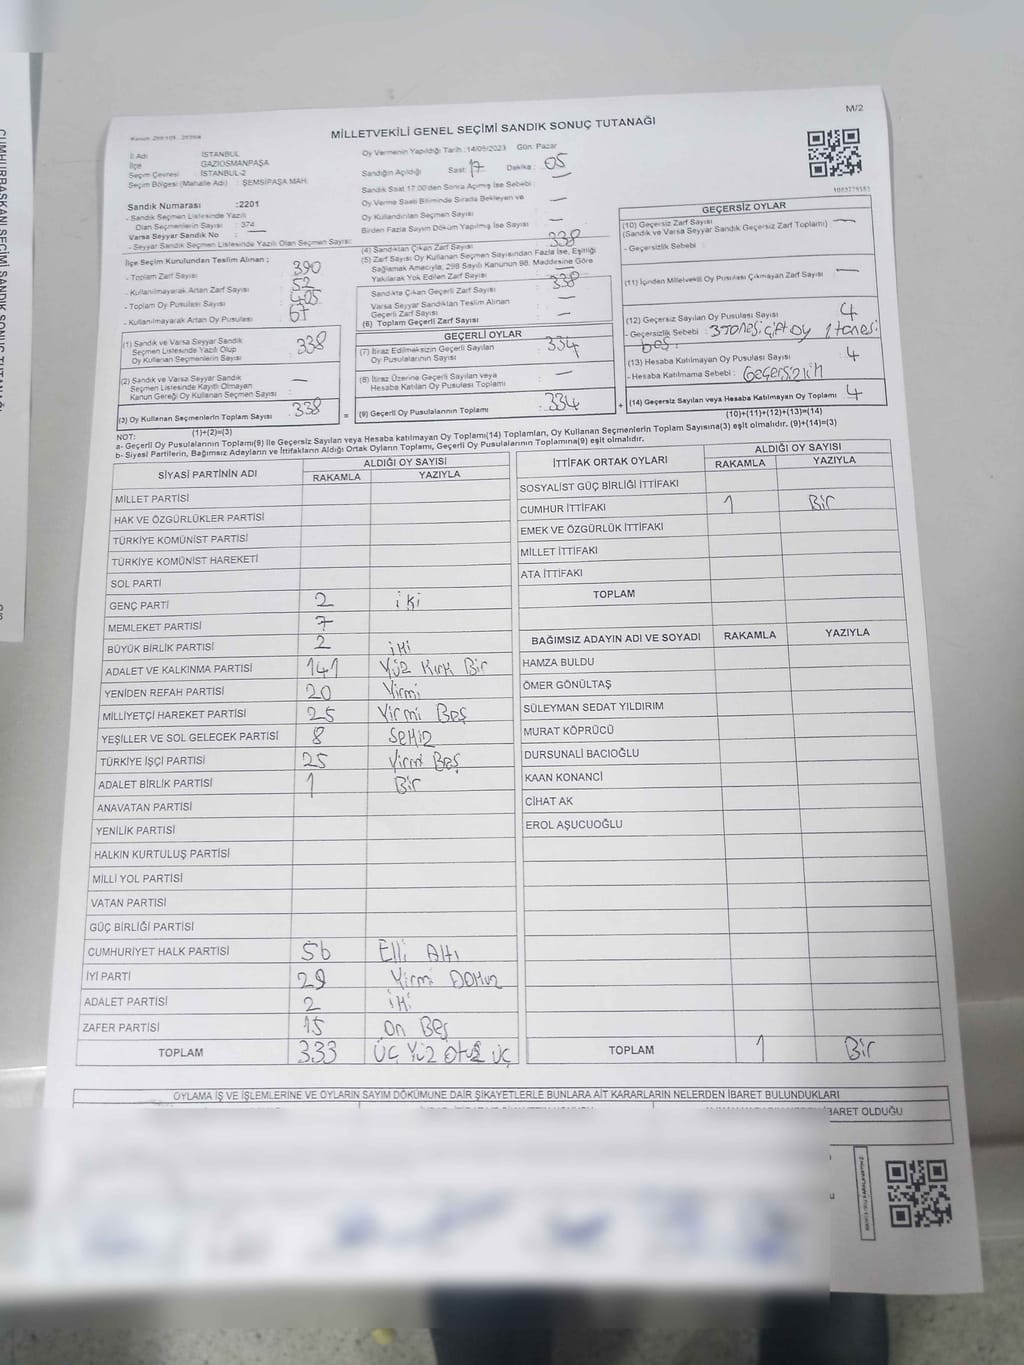 M/2
MİLLETVEKİLİ GENEL SEÇİMİ SANDIK SONUÇ TUTANAĞI
İl Adı İSTANBUL
İlçe GAZİOSMANPAŞA
Seçim Çevresi : İSTANBUL-2
Seçim Bölgesi (Mahalle Adı) : ŞEMSİPAŞA MAH.
Oy Vermenin Yapıldığı Tarih :14/05/2023 Gün: Pazar
Sandığın Açıldığı Saat: 17 Dakika : 05
Sandık Saat 17:00'den Sonra Açılmış İse Sebebi:
Oy Verme Saati Bitiminde Sırada Bekleyen ve
Oy Kullandırılan Seçmen Sayısı —
Birden Fazla Sayım Döküm Yapılmış İse Sayısı —
Sandık Numarası :2201
- Sandık Seçmen Listesinde Yazılı
Olan Seçmenlerin Sayısı : 374
Varsa Seyyar Sandık No : —
- Seyyar Sandık Seçmen Listesinde Yazılı Olan Seçmen Sayısı:
İlçe Seçim Kurulundan Teslim Alınan ;
- Toplam Zarf Sayısı 390
- Kullanılmayarak Artan Zarf Sayısı 52
- Toplam Oy Pusulası Sayısı 405
- Kullanılmayarak Artan Oy Pusulası 67
(1) Sandık ve Varsa Seyyar Sandık
Seçmen Listesinde Yazılı Olup
Oy Kullanan Seçmenlerin Sayısı : 338
(2) Sandık ve Varsa Seyyar Sandık
Seçmen Listesinde Kayıtlı Olmayan
Kanun Gereği Oy Kullanan Seçmen Sayısı —
(3) Oy Kullanan Seçmenlerin Toplam Sayısı : 338
(1)+(2)=(3)
(4) Sandıktan Çıkan Zarf Sayısı 338
(5) Zarf Sayısı Oy Kullanan Seçmen Sayısından Fazla İse, Eşitliği
Sağlamak Amacıyla; 298 Sayılı Kanunun 98. Maddesine Göre
Yakılarak Yok Edilen Zarf Sayısı —
Sandıkta Çıkan Geçerli Zarf Sayısı 338
Varsa Seyyar Sandıktan Teslim Alınan
Geçerli Zarf Sayısı —
(6) Toplam Geçerli Zarf Sayısı —
GEÇERLİ OYLAR
(7) İtiraz Edilmeksizin Geçerli Sayılan
Oy Pusulalarının Sayısı 334
(8) İtiraz Üzerine Geçerli Sayılan veya
Hesaba Katılan Oy Pusulası Toplamı —
= (9) Geçerli Oy Pusulalarının Toplamı : 334
GEÇERSİZ OYLAR
(10) Geçersiz Zarf Sayısı
(Sandık ve Varsa Seyyar Sandık Geçersiz Zarf Toplamı) : —
- Geçersizlik Sebebi
(11) İçinden Milletvekili Oy Pusulası Çıkmayan Zarf Sayısı —
(12) Geçersiz Sayılan Oy Pusulası Sayısı 4
- Geçersizlik Sebebi : 3 tanesi çift oy 1 tanesi
boş.
(13) Hesaba Katılmayan Oy Pusulası Sayısı 4
- Hesaba Katılmama Sebebi :
+ (14) Geçersiz Sayılan veya Hesaba Katılmayan Oy Toplamı 4
(10)+(11)+(12)+(13)=(14)
NOT:
a- Geçerli Oy Pusulalarının Toplamı(9) İle Geçersiz Sayılan veya Hesaba katılmayan Oy Toplamı(14) Toplamları, Oy Kullanan Seçmenlerin Toplam Sayısına(3) eşit olmalıdır. (9)+(14)=(3)
b- Siyasi Partilerin, Bağımsız Adayların ve İttifakların Aldığı Ortak Oyların Toplamı, Geçerli Oy Pusulalarının Toplamına(9) eşit olmalıdır.
SİYASİ PARTİNİN ADI ALDIĞI OY SAYISI
RAKAMLA YAZIYLA
MİLLET PARTİSİ
HAK VE ÖZGÜRLÜKLER PARTİSİ
TÜRKİYE KOMÜNİST PARTİSİ
TÜRKİYE KOMÜNİST HAREKETİ
SOL PARTİ
GENÇ PARTİ 2 iki
MEMLEKET PARTİSİ 7
BÜYÜK BİRLİK PARTİSİ 2 iki
ADALET VE KALKINMA PARTİSİ 141 Yüz Kırk Bir
YENİDEN REFAH PARTİSİ 20 Yirmi
MİLLİYETÇİ HAREKET PARTİSİ 25 Yirmi Beş
YEŞİLLER VE SOL GELECEK PARTİSİ 8 Sekiz
TÜRKİYE İŞÇİ PARTİSİ 25 Yirmi Beş
ADALET BİRLİK PARTİSİ 1 Bir
ANAVATAN PARTİSİ
YENİLİK PARTİSİ
HALKIN KURTULUŞ PARTİSİ
MİLLİ YOL PARTİSİ
VATAN PARTİSİ
GÜÇ BİRLİĞİ PARTİSİ
CUMHURİYET HALK PARTİSİ 56 Elli Altı
İYİ PARTİ 29 Yirmi Dokuz
ADALET PARTİSİ 2 iki
ZAFER PARTİSİ 15 On Beş
TOPLAM 333 ÜÇ YÜZ Otuz ÜÇ
İTTİFAK ORTAK OYLARI ALDIĞI OY SAYISI
RAKAMLA YAZIYLA
SOSYALİST GÜÇ BİRLİĞİ İTTİFAKI
CUMHUR İTTİFAKI 1 Bir
EMEK VE ÖZGÜRLÜK İTTİFAKI
MİLLET İTTİFAKI
ATA İTTİFAKI
TOPLAM
BAĞIMSIZ ADAYIN ADI VE SOYADI RAKAMLA YAZIYLA
HAMZA BULDU
ÖMER GÖNÜLTAŞ
SÜLEYMAN SEDAT YILDIRIM
MURAT KÖPRÜCÜ
DURSUNALİ BACIOĞLU
KAAN KONANCİ
CİHAT AK
EROL AŞUCUOĞLU
TOPLAM 1 Bir
OYLAMA İŞ VE İŞLEMLERİNE VE OYLARIN SAYIM DÖKÜMÜNE DAİR ŞİKAYETLERLE BUNLARA AİT KARARLARIN NELERDEN İBARET BULUNDUKLARI
İBARET OLDUĞU
CUMHURBAŞKANI SEÇİMİ SANDIK SONUÇ